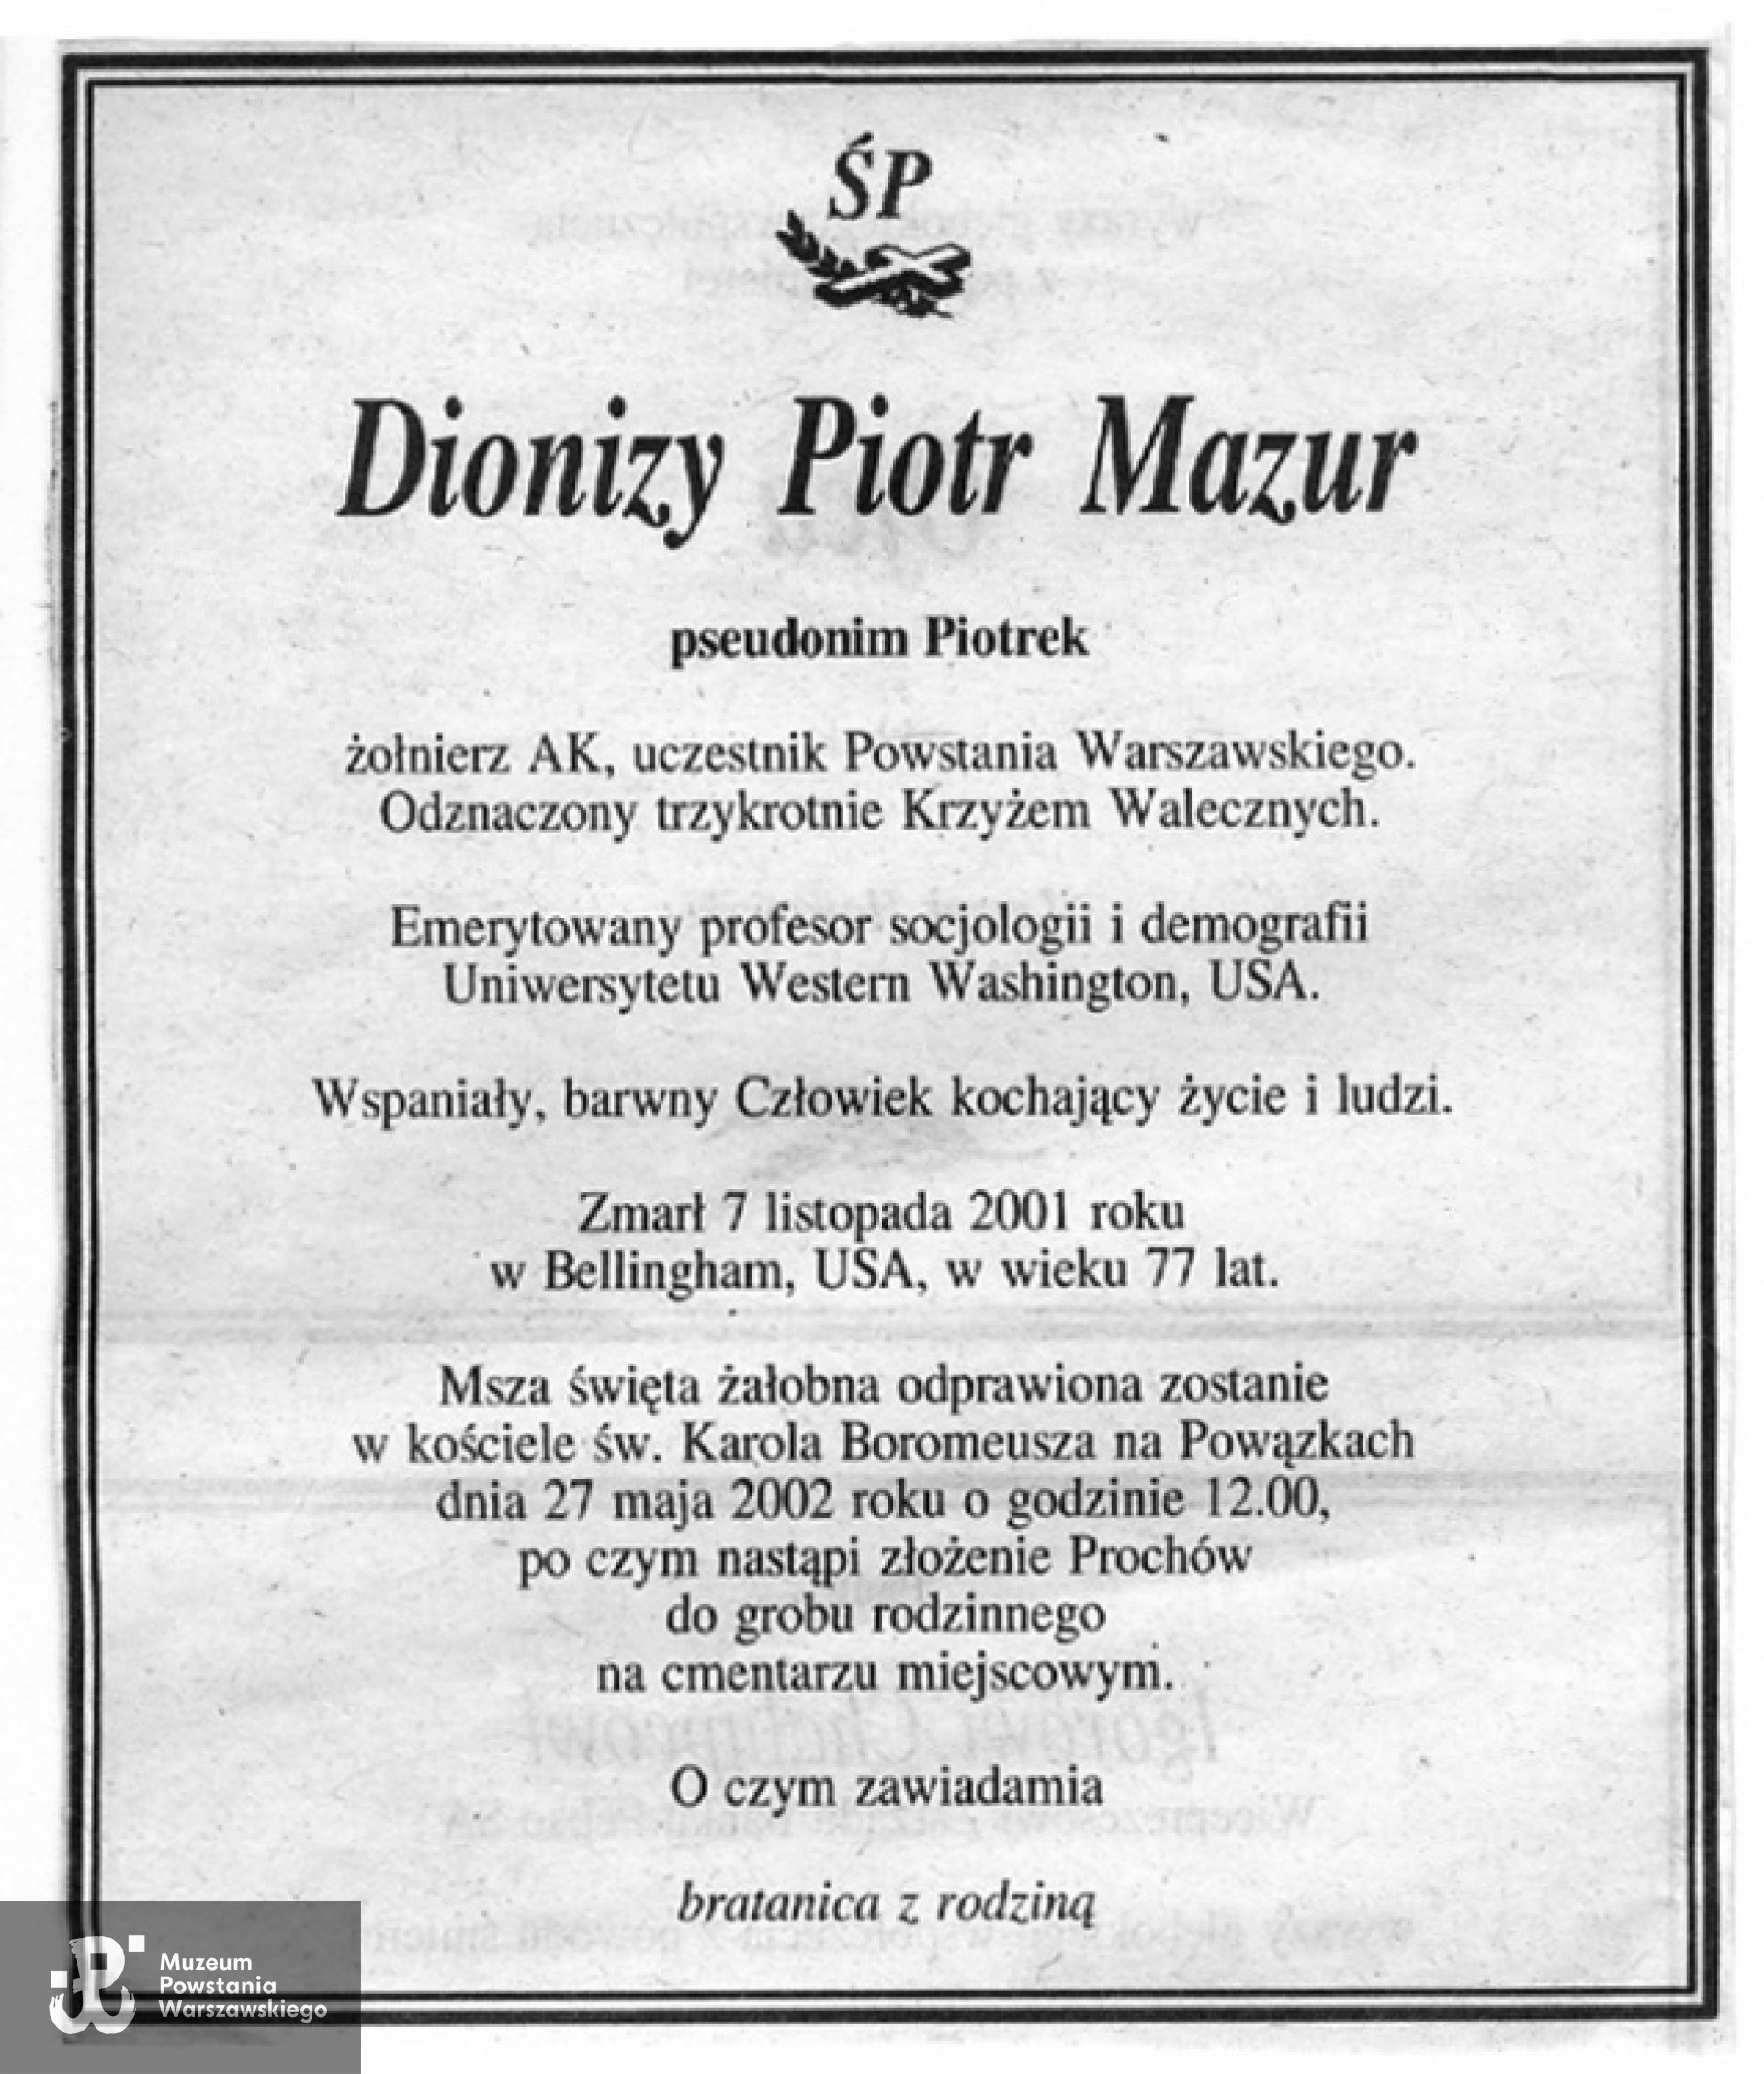 ŚP
Dionizy Piotr Mazur
pseudonim Piotrek
żołnierz AK, uczestnik Powstania Warszawskiego.
Odznaczony trzykrotnie Krzyżem Walecznych.
Emerytowany profesor socjologii i demografii
Uniwersytetu Western Washington, USA.
Wspaniały, barwny Człowiek kochający życie i ludzi.
Zmarł 7 listopada 2001 roku
w Bellingham, USA, w wieku 77 lat.
Msza święta żałobna odprawiona zostanie
w kościele św. Karola Boromeusza na Powązkach
dnia 27 maja 2002 roku o godzinie 12.00,
po czym nastąpi złożenie Prochów
do grobu rodzinnego
na cmentarzu miejscowym.
O czym zawiadamia
bratanica z rodziną
Muzeum
Powstania
Warszawskiego